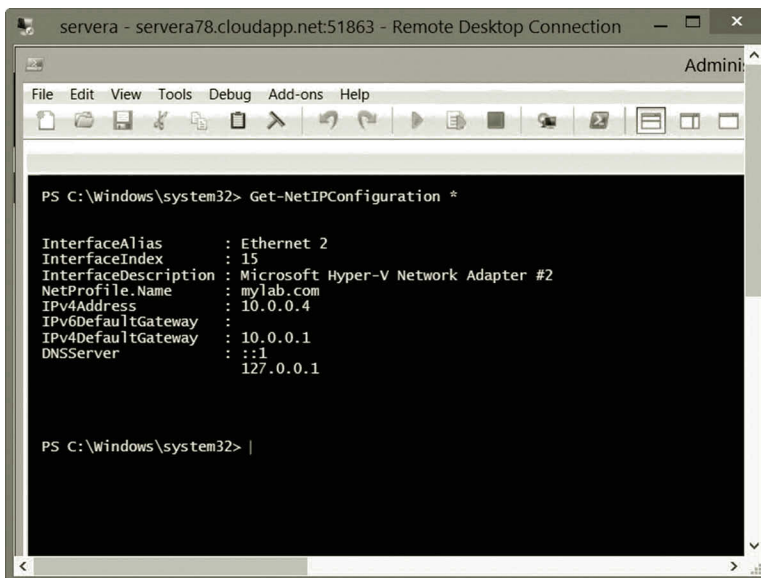 servera - servera78.cloudapp.net:51863 - Remote Desktop Connection
Adminis
File Edit View Tools Debug Add-ons Help
PS C:\Windows\system32> Get-NetIPConfiguration *
InterfaceAlias : Ethernet 2
InterfaceIndex : 15
InterfaceDescription : Microsoft Hyper-V Network Adapter #2
NetProfile.Name : mylab.com
IPv4Address : 10.0.0.4
IPv6DefaultGateway :
IPv4DefaultGateway : 10.0.0.1
DNSServer : ::1
127.0.0.1
PS C:\Windows\system32>